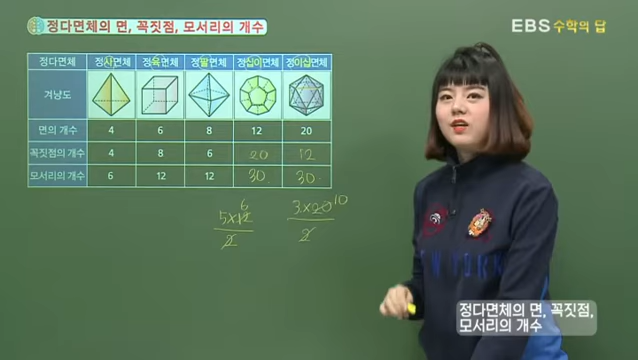 정다면체의 면, 꼭짓점, 모서리의 개수
EBS 수학의 답
정다면체 정사면체 정육면체 정팔면체 정십이면체 정이십면체
겨냥도
면의 개수 4 6 8 12 20
꼭짓점의 개수 4 8 6 20 12
모서리의 개수 6 12 12 30 30
5×12 6
2
3×20 10
2
NEW YORK
정다면체의 면, 꼭짓점,
모서리의 개수